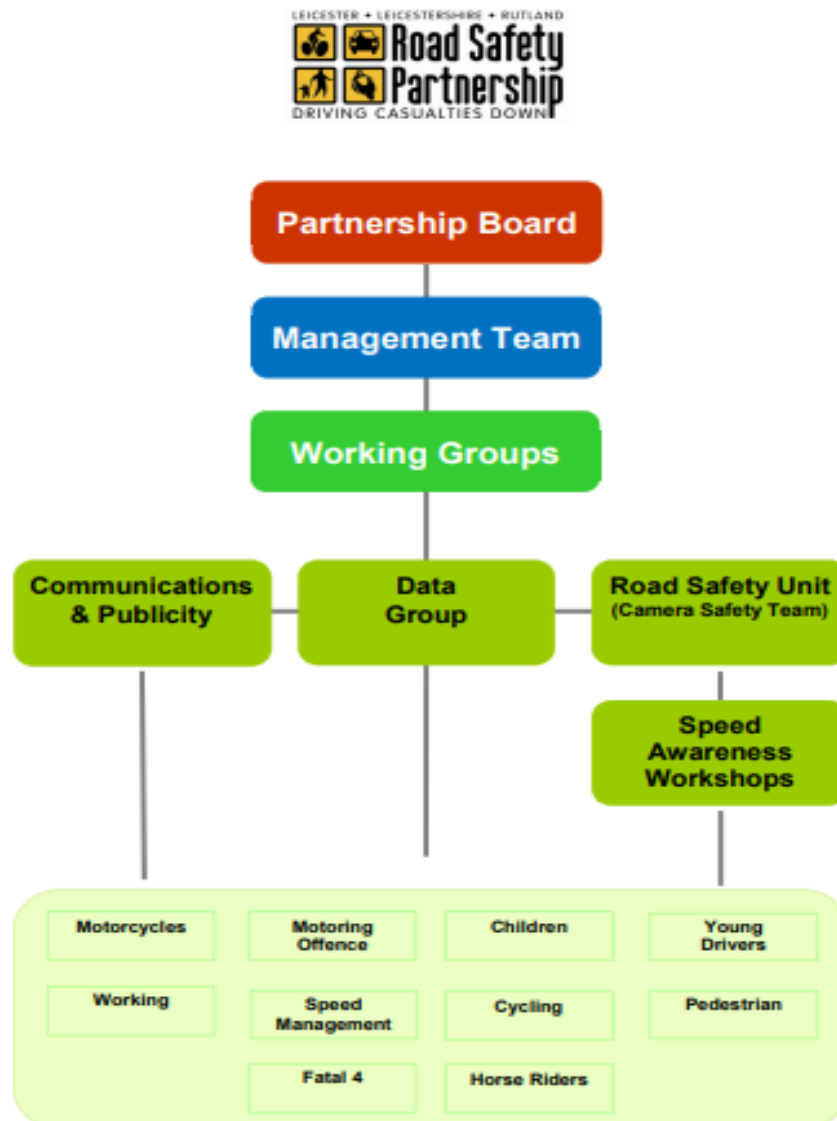 LEICESTER + LEICESTERSHIRE + RUTLAND
Road Safety
Partnership
DRIVING CASUALTIES DOWN
Partnership Board
Management Team
Working Groups
Communications
& Publicity
Data
Group
Road Safety Unit
(Camera Safety Team)
Speed
Awareness
Workshops
Motorcycles
Motoring
Offence
Children
Young
Drivers
Working
Speed
Management
Cycling
Pedestrian
Fatal 4
Horse Riders